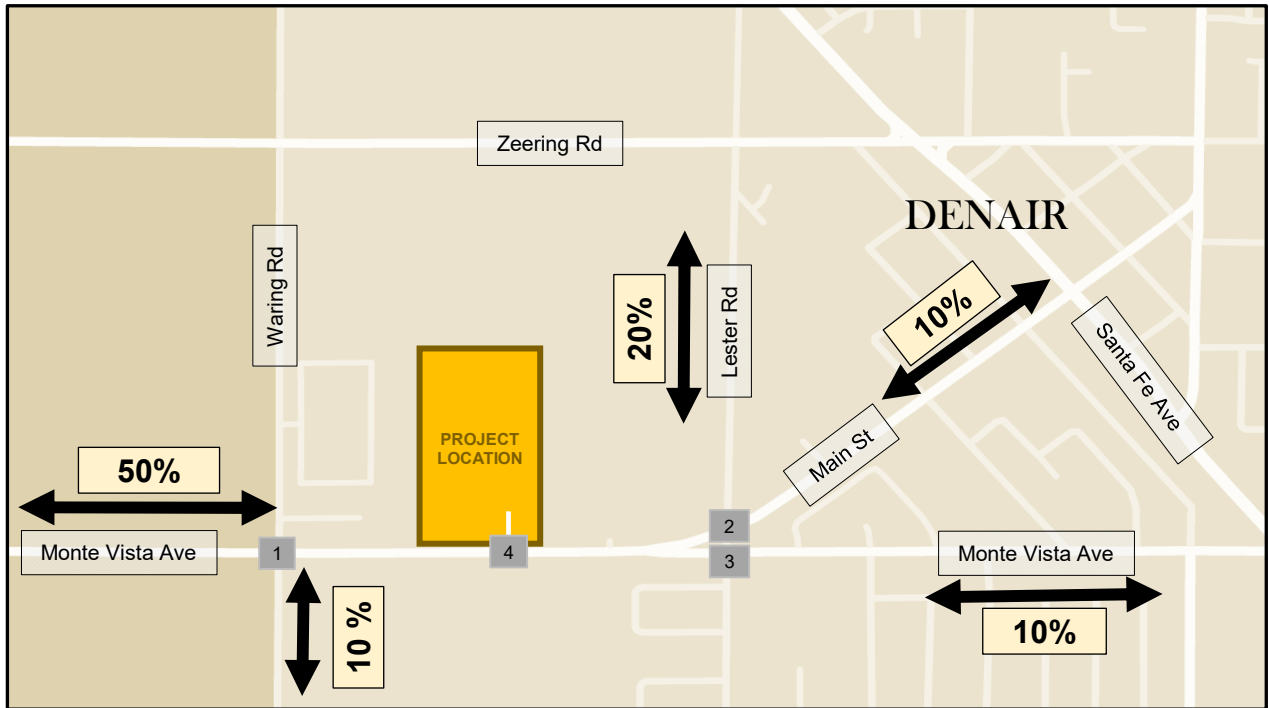 Zeering Rd
DENAIR
Waring Rd
20%
Lester Rd
10%
Santa Fe Ave
PROJECT
LOCATION
Main St
50%
Monte Vista Ave
1
4
2
3
Monte Vista Ave
10 %
10%